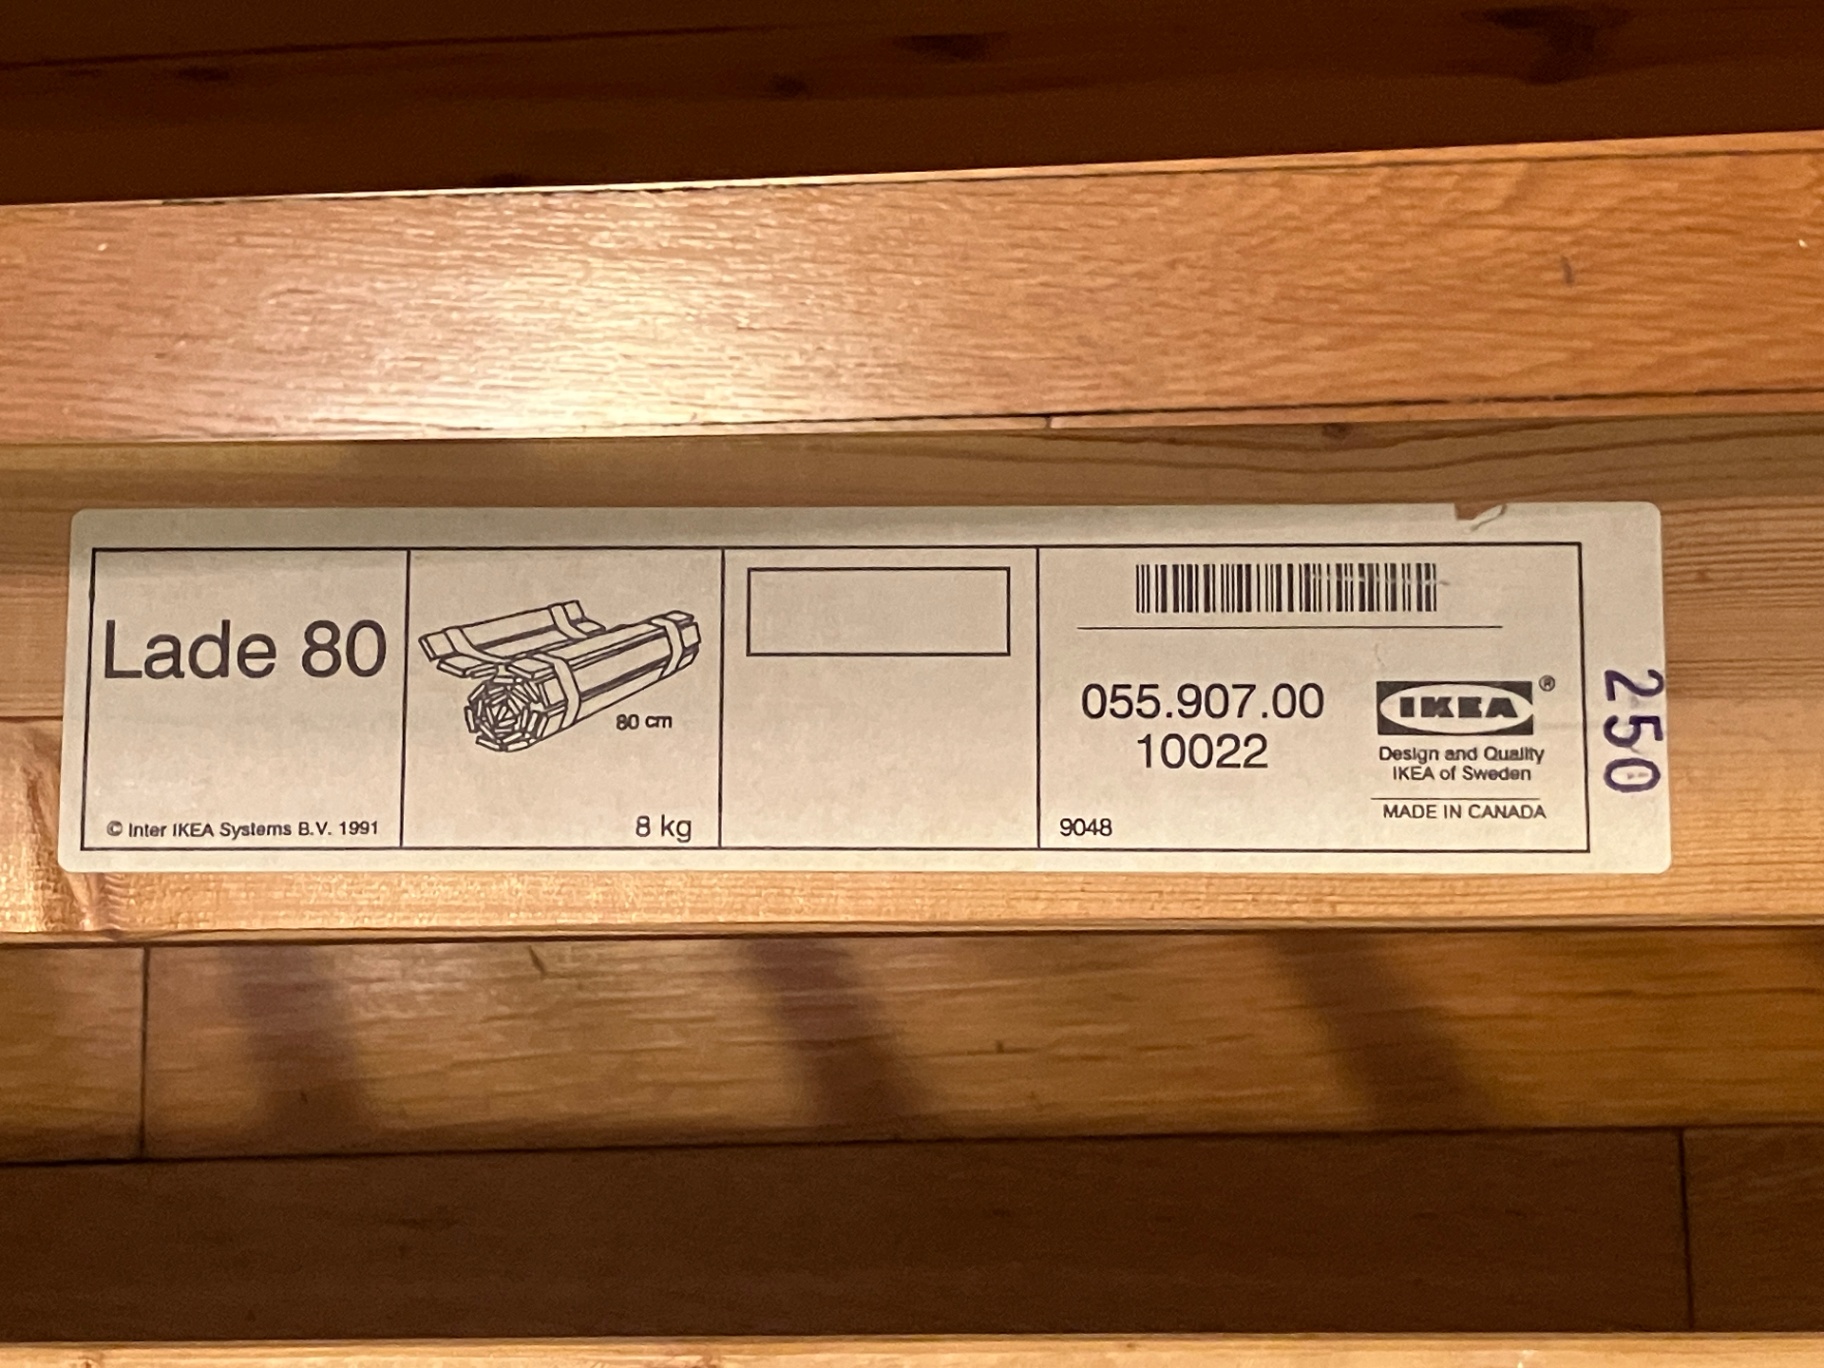 Lade 80
© Inter IKEA Systems B.V. 1991
80 cm
8 kg
055.907.00
10022
9048
IKEA®
Design and Quality
IKEA of Sweden
MADE IN CANADA
250